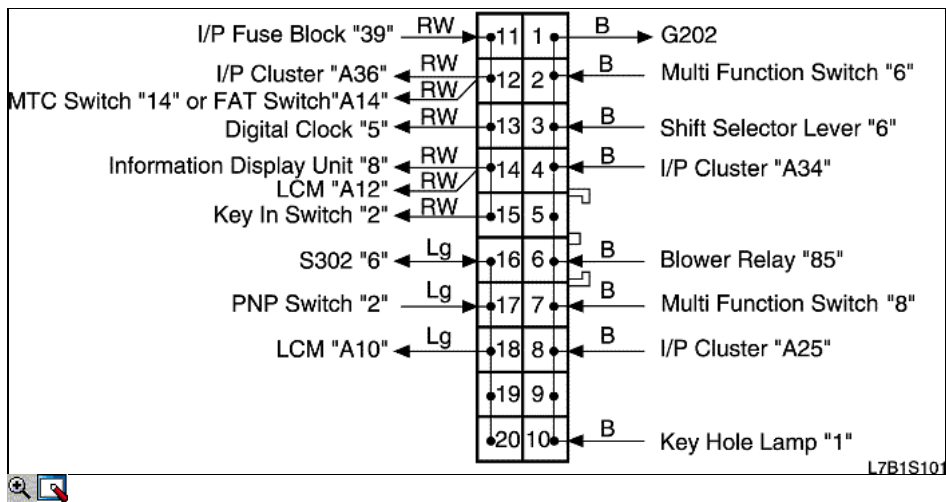 I/P Fuse Block "39" RW 11 1 B G202
I/P Cluster "A36" RW 12 2 B Multi Function Switch "6"
MTC Switch "14" or FAT Switch"A14" RW
Digital Clock "5" RW 13 3 B Shift Selector Lever "6"
Information Display Unit "8" RW 14 4 B I/P Cluster "A34"
LCM "A12" RW
Key In Switch "2" RW 15 5
S302 "6" Lg 16 6 B Blower Relay "85"
PNP Switch "2" Lg 17 7 B Multi Function Switch "8"
LCM "A10" Lg 18 8 B I/P Cluster "A25"
19 9
20 10 B Key Hole Lamp "1"
L7B1S101